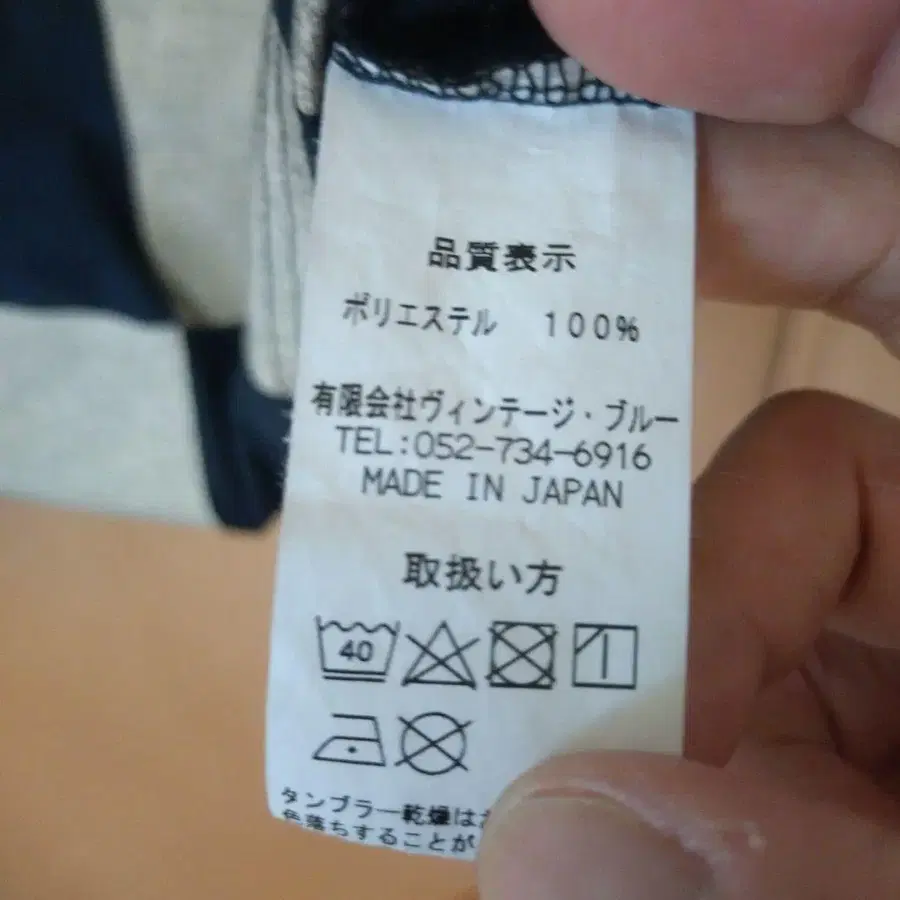 品質表示
ポリエステル 100%
有限会社ヴィンテージ・ブルー
TEL:052-734-6916
MADE IN JAPAN
取扱い方
40
タンブラー乾燥は
色落ちすることが